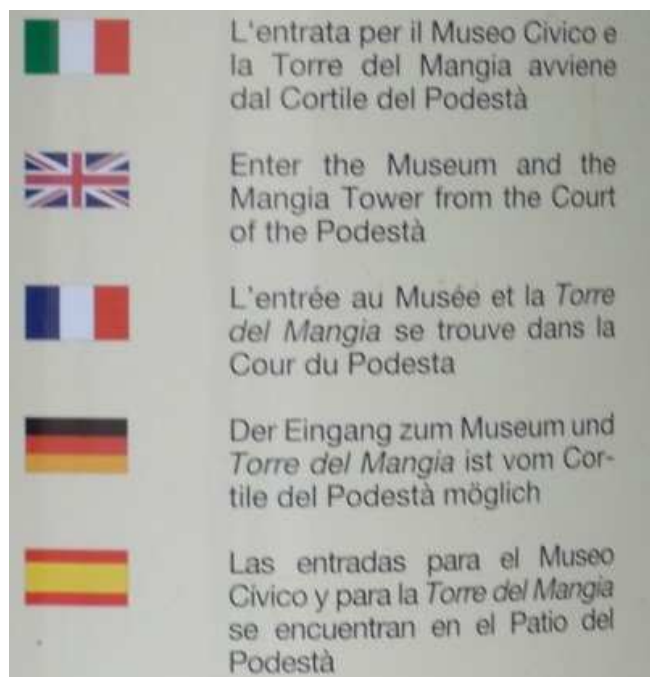 L'entrata per il Museo Civico e
la Torre del Mangia avviene
dal Cortile del Podestà
Enter the Museum and the
Mangia Tower from the Court
of the Podestà
L'entrée au Musée et la Torre
del Mangia se trouve dans la
Cour du Podesta
Der Eingang zum Museum und
Torre del Mangia ist vom Cor-
tile del Podestà möglich
Las entradas para el Museo
Civico y para la Torre del Mangia
se encuentran en el Patio del
Podestà